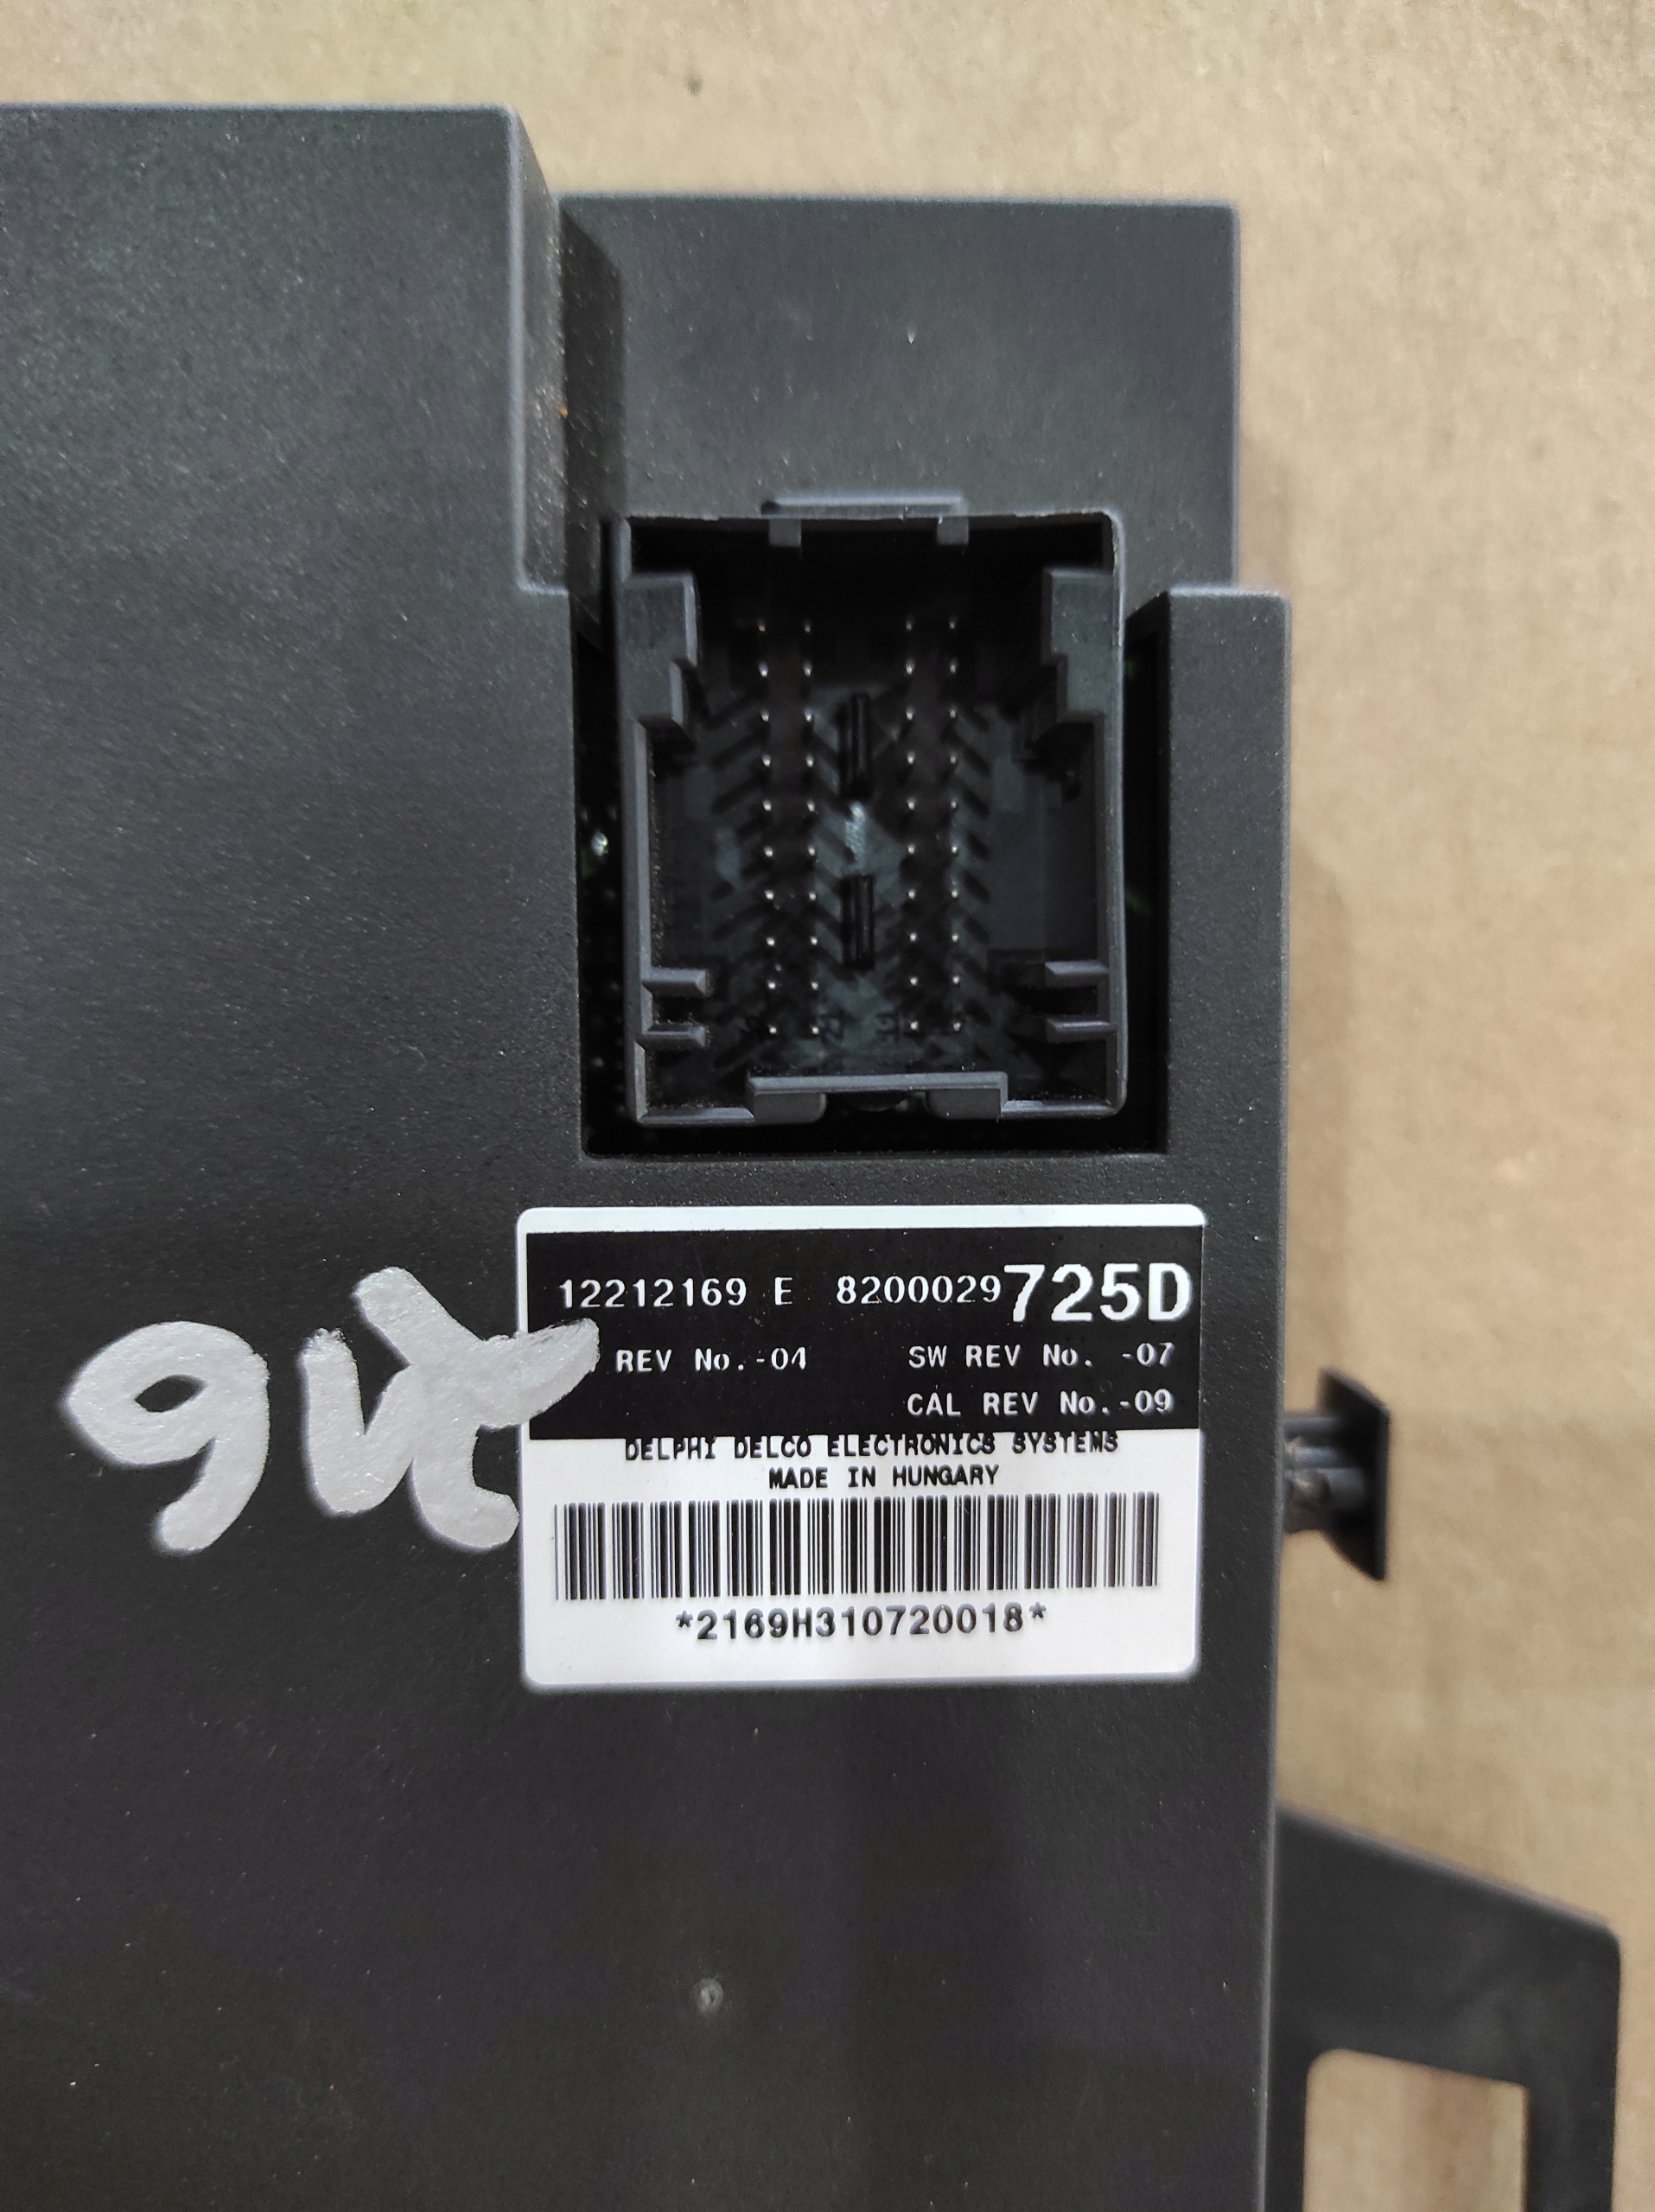 12212169 E 8200029725D
REV No.-04 SW REV No. -07
CAL REV No.-09
DELPHI DELCO ELECTRONICS SYSTEMS
MADE IN HUNGARY
*2169H310720018*